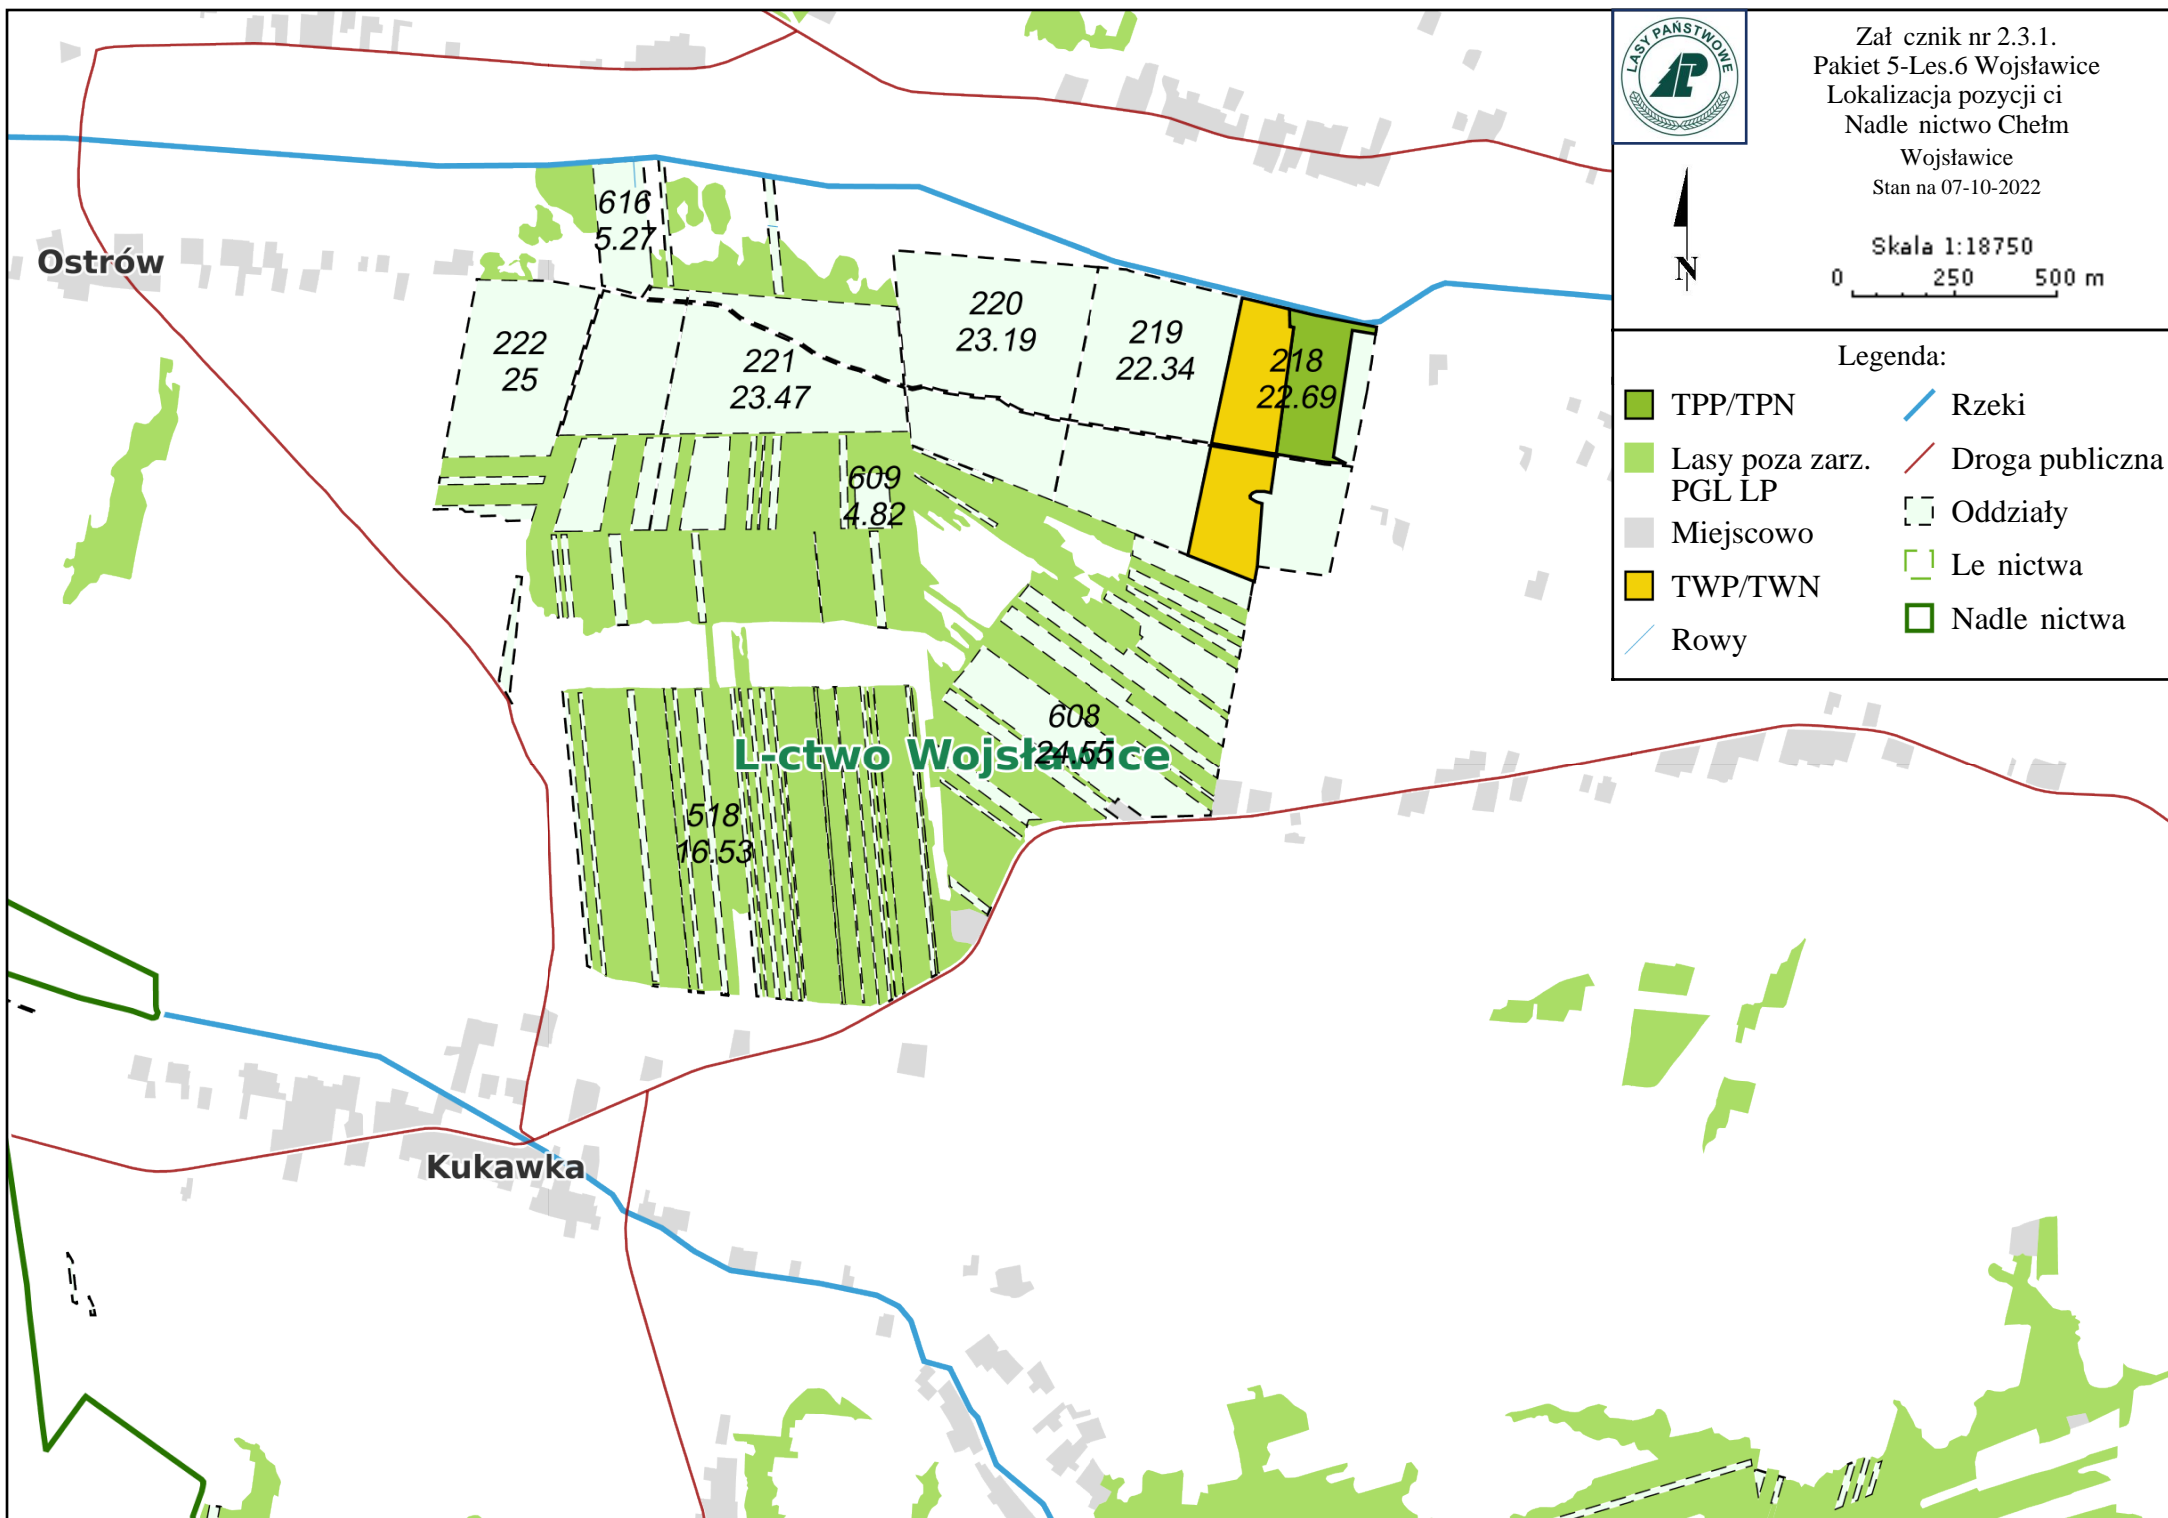 LASY PAŃSTWOWE
Zał cznik nr 2.3.1.
Pakiet 5-Les.6 Wojsławice
Lokalizacja pozycji ci
Nadle nictwo Chełm
Wojsławice
Stan na 07-10-2022
N
Skala 1:18750
0 250 500 m
Legenda:
TPP/TPN
Lasy poza zarz.
PGL LP
Miejscowo
TWP/TWN
Rowy
Rzeki
Droga publiczna
Oddziały
Le nictwa
Nadle nictwa
Ostrów
616
5.27
222
25
221
23.47
220
23.19
219
22.34
218
22.69
609
4.82
608
24.55
L-ctwo Wojsławice
518
16.53
Kukawka